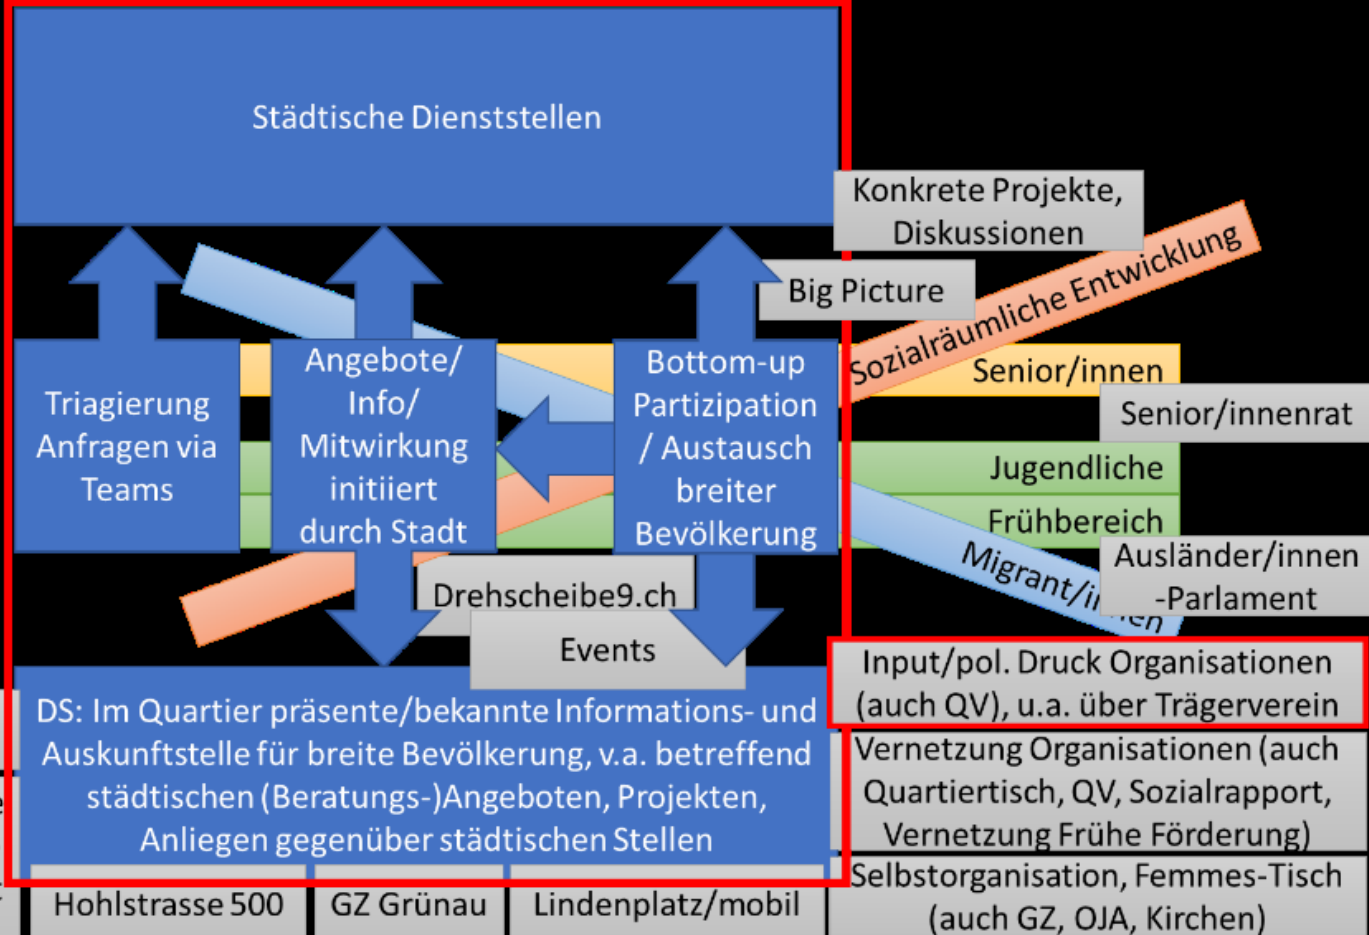 Städtische Dienststellen
Konkrete Projekte,
Diskussionen
Big Picture
Sozialräumliche Entwicklung
Triagierung
Anfragen via
Teams
Angebote/
Info/
Mitwirkung
initiiert
durch Stadt
Bottom-up
Partizipation
/ Austausch
breiter
Bevölkerung
Senior/innen
Senior/innenrat
Jugendliche
Frühbereich
Migrant/innen
Ausländer/innen
-Parlament
Drehscheibe9.ch
Events
DS: Im Quartier präsente/bekannte Informations- und
Auskunftstelle für breite Bevölkerung, v.a. betreffend
städtischen (Beratungs-)Angeboten, Projekten,
Anliegen gegenüber städtischen Stellen
Input/pol. Druck Organisationen
(auch QV), u.a. über Trägerverein
Vernetzung Organisationen (auch
Quartiertisch, QV, Sozialrapport,
Vernetzung Frühe Förderung)
Hohlstrasse 500
GZ Grünau
Lindenplatz/mobil
Selbstorganisation, Femmes-Tisch
(auch GZ, OJA, Kirchen)